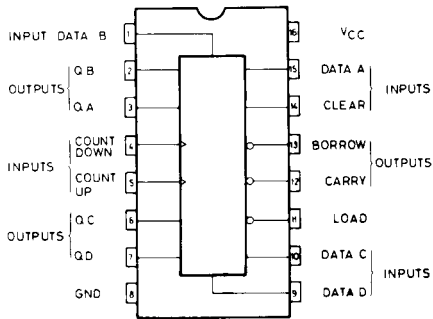 INPUT DATA B 1
16 VCC
OUTPUTS
QB 2
QA 3
15 DATA A
14 CLEAR
INPUTS
INPUTS
COUNT DOWN 4
COUNT UP 5
13 BORROW
12 CARRY
OUTPUTS
OUTPUTS
QC 6
QD 7
11 LOAD
10 DATA C
9 DATA D
INPUTS
GND 8